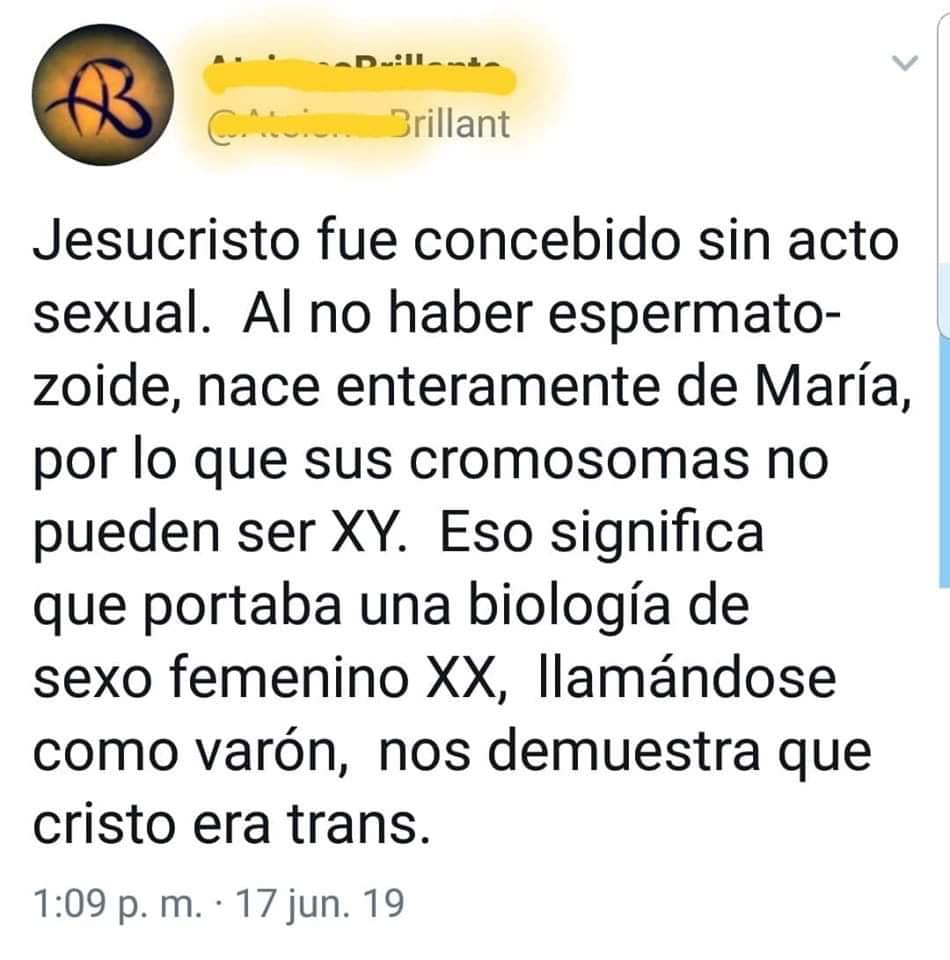 AB
Brillant
Jesucristo fue concebido sin acto
sexual. Al no haber espermato-
zoide, nace enteramente de María,
por lo que sus cromosomas no
pueden ser XY. Eso significa
que portaba una biología de
sexo femenino XX, llamándose
como varón, nos demuestra que
cristo era trans.
1:09 p. m. · 17 jun. 19